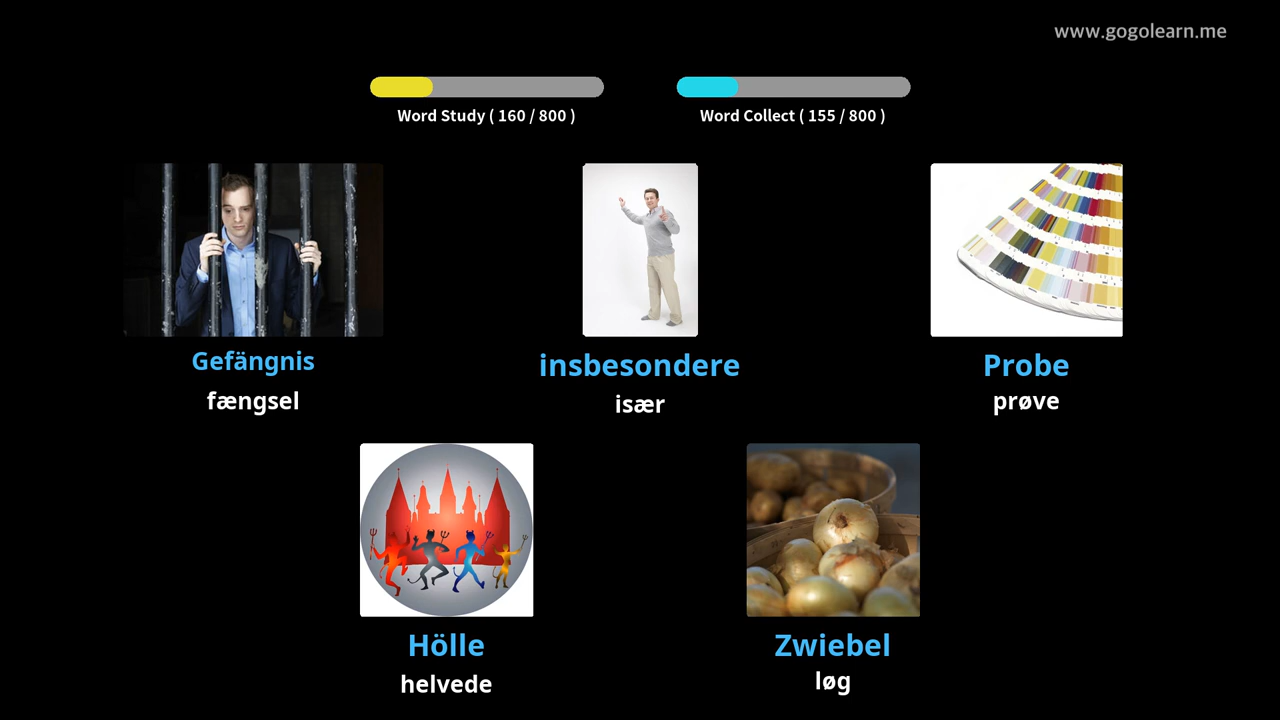 www.gogolearn.me
Word Study ( 160 / 800 )
Word Collect ( 155 / 800 )
Gefängnis
fængsel
insbesondere
især
Probe
prøve
Hölle
helvede
Zwiebel
løg